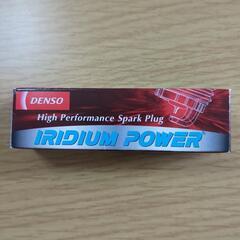 DENSO
High Performance Spark Plug
IRIDIUM POWER